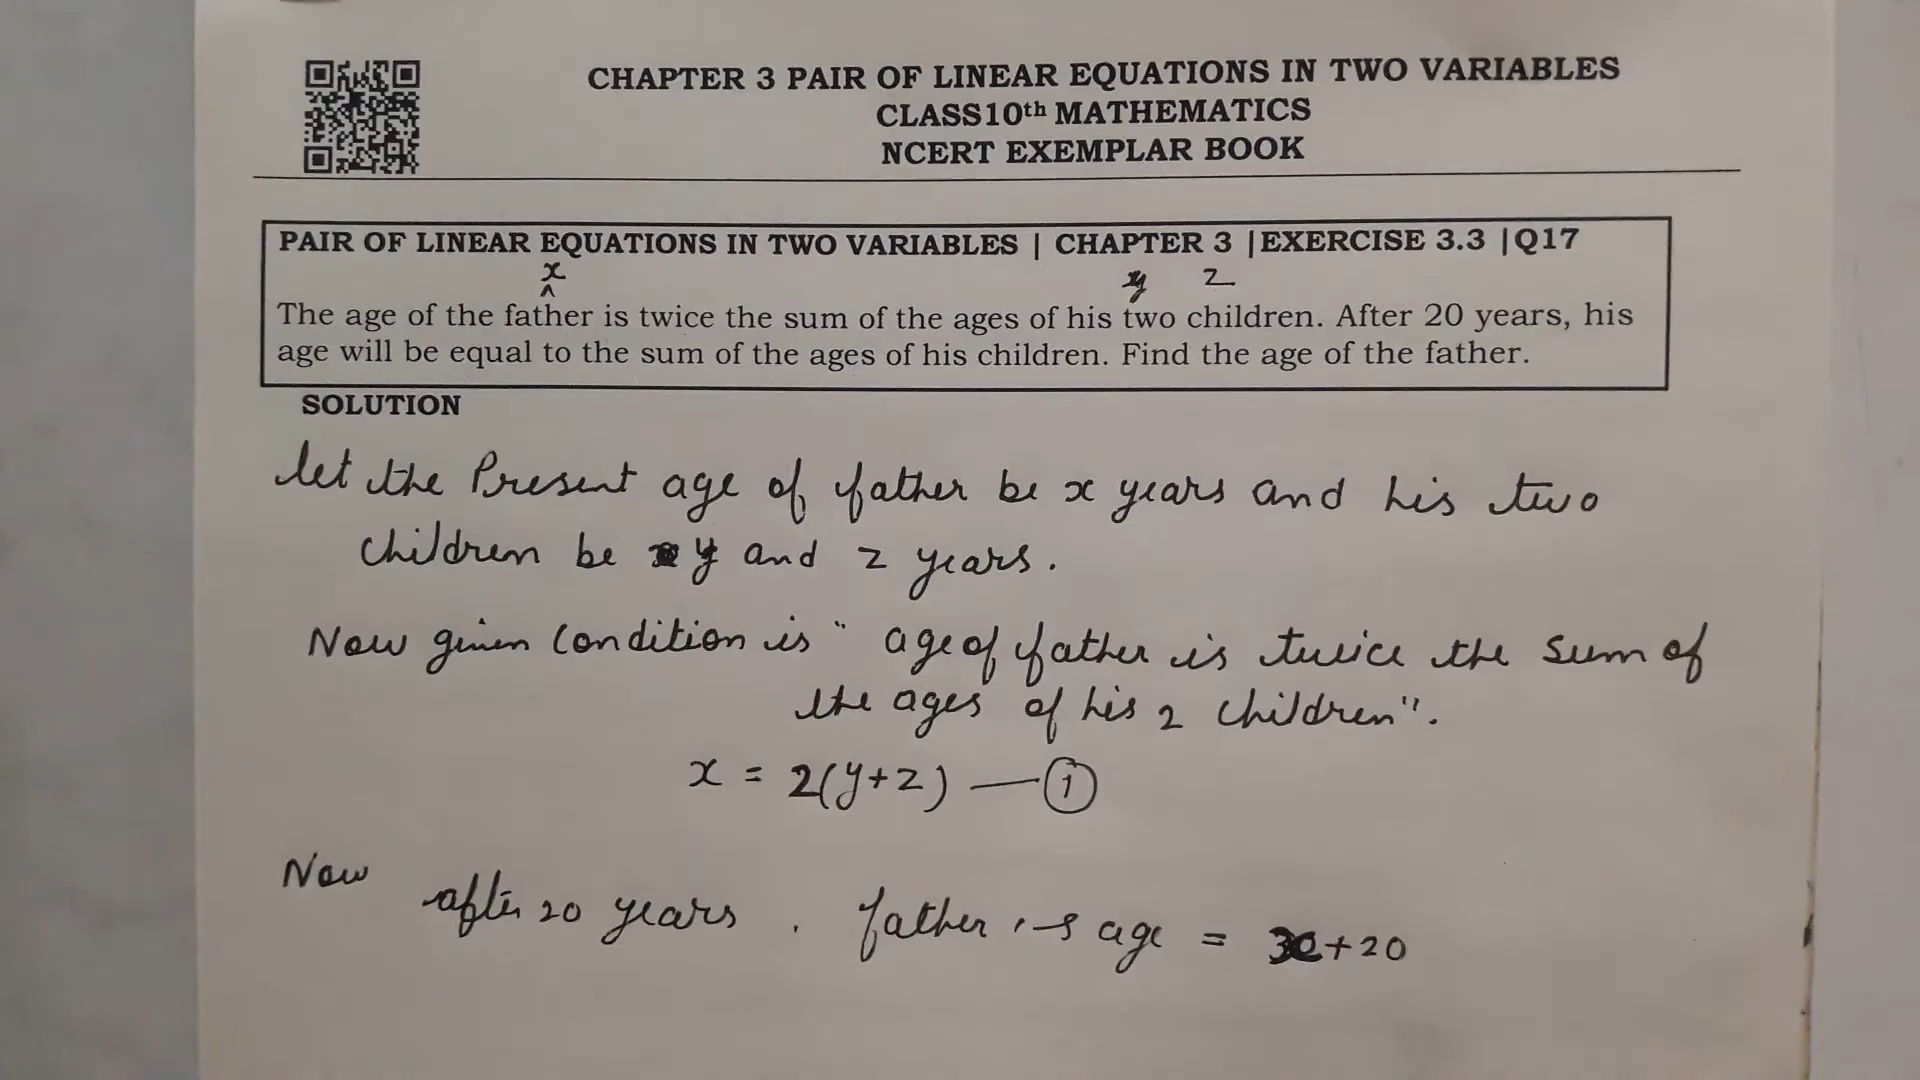 CHAPTER 3 PAIR OF LINEAR EQUATIONS IN TWO VARIABLES
CLASS10th MATHEMATICS
NCERT EXEMPLAR BOOK
PAIR OF LINEAR EQUATIONS IN TWO VARIABLES | CHAPTER 3 |EXERCISE 3.3 |Q17
x y z
The age of the father is twice the sum of the ages of his two children. After 20 years, his
age will be equal to the sum of the ages of his children. Find the age of the father.
SOLUTION
let the Present age of father be x years and his two
children be y and z years.
Now given condition is " age of father is twice the sum of
the ages of his 2 children".
x = 2(y+z) — ①
Now
after 20 years, father's age = x+20